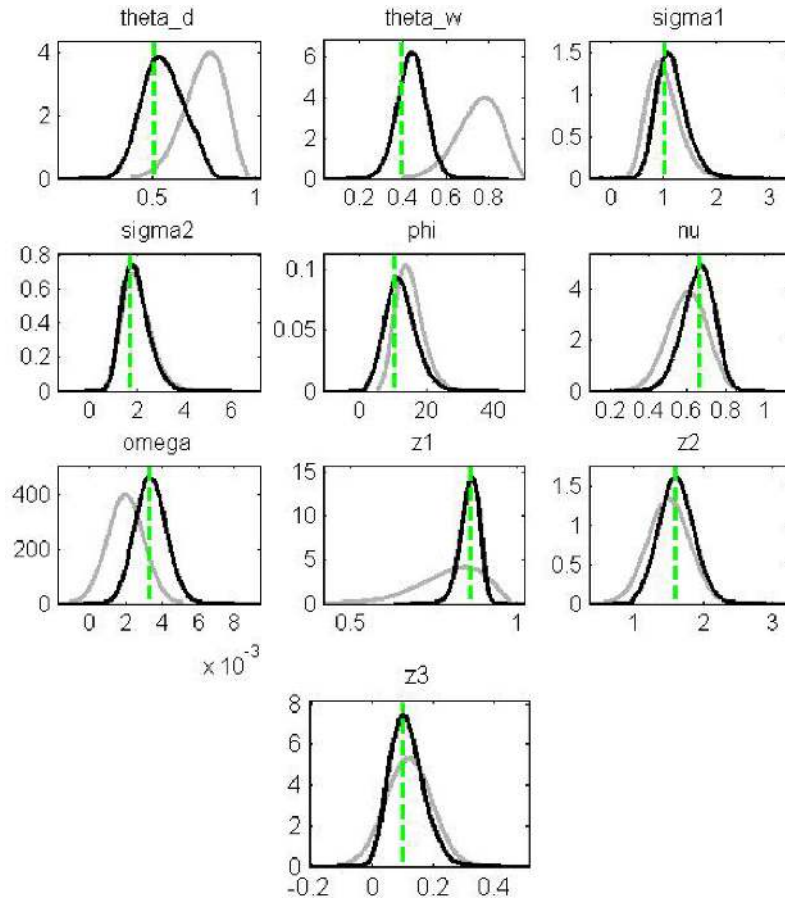 theta_d theta_w sigma1
4 6 1.5
4 1
2 0.5
2
0 0 0
0.5 1 0.2 0.4 0.6 0.8 0 1 2 3
sigma2 phi nu
0.8 0.1
0.6 4
0.4 0.05
0.2 2
0 0 0
0 2 4 6 0 20 40 0.2 0.4 0.6 0.8 1
omega z1 z2
15 1.5
400 10 1
200 5 0.5
0 0 0
0 2 4 6 8 0.5 1 1 2 3
x 10⁻³
z3
8
6
4
2
0
-0.2 0 0.2 0.4